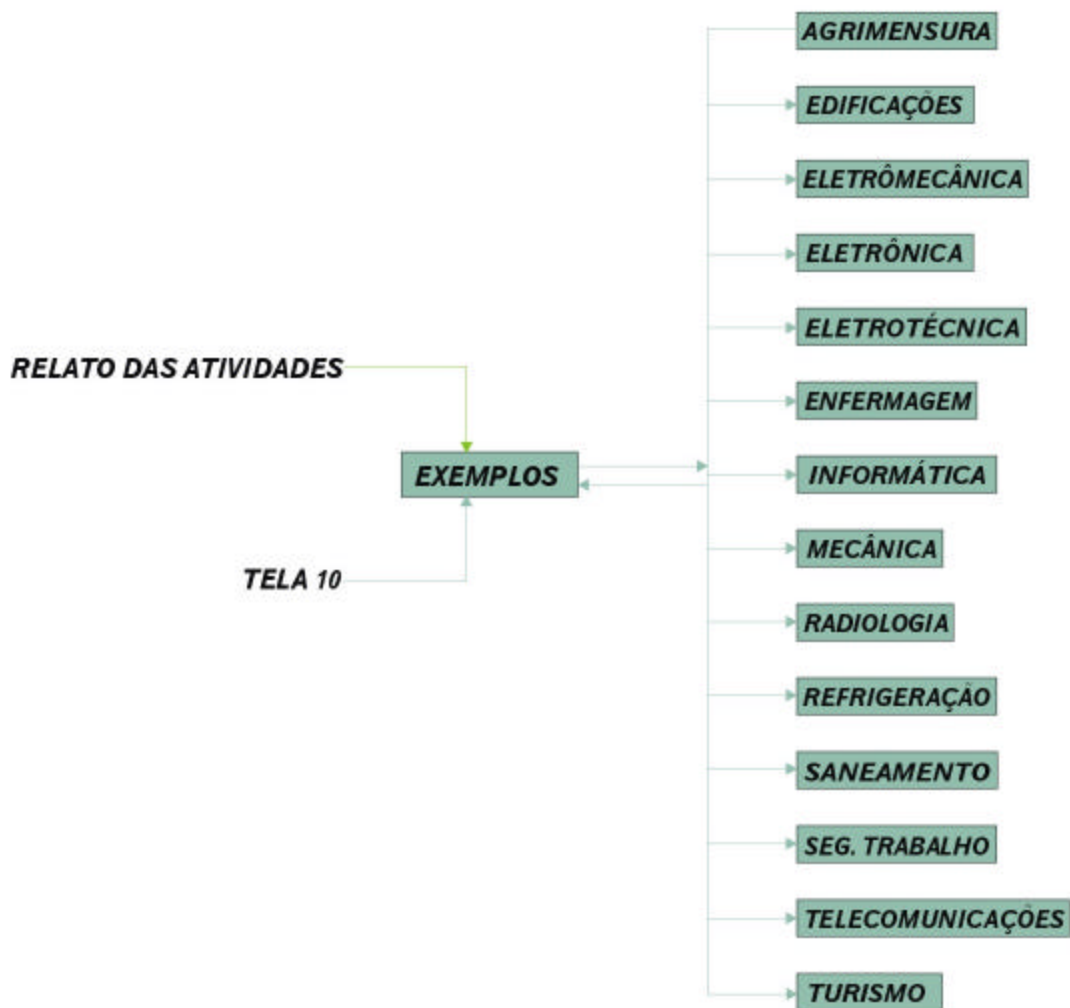 AGRIMENSURA
EDIFICAÇÕES
ELETRÔMECÂNICA
ELETRÔNICA
ELETROTÉCNICA
RELATO DAS ATIVIDADES
ENFERMAGEM
EXEMPLOS
INFORMÁTICA
MECÂNICA
TELA 10
RADIOLOGIA
REFRIGERAÇÃO
SANEAMENTO
SEG. TRABALHO
TELECOMUNICAÇÕES
TURISMO